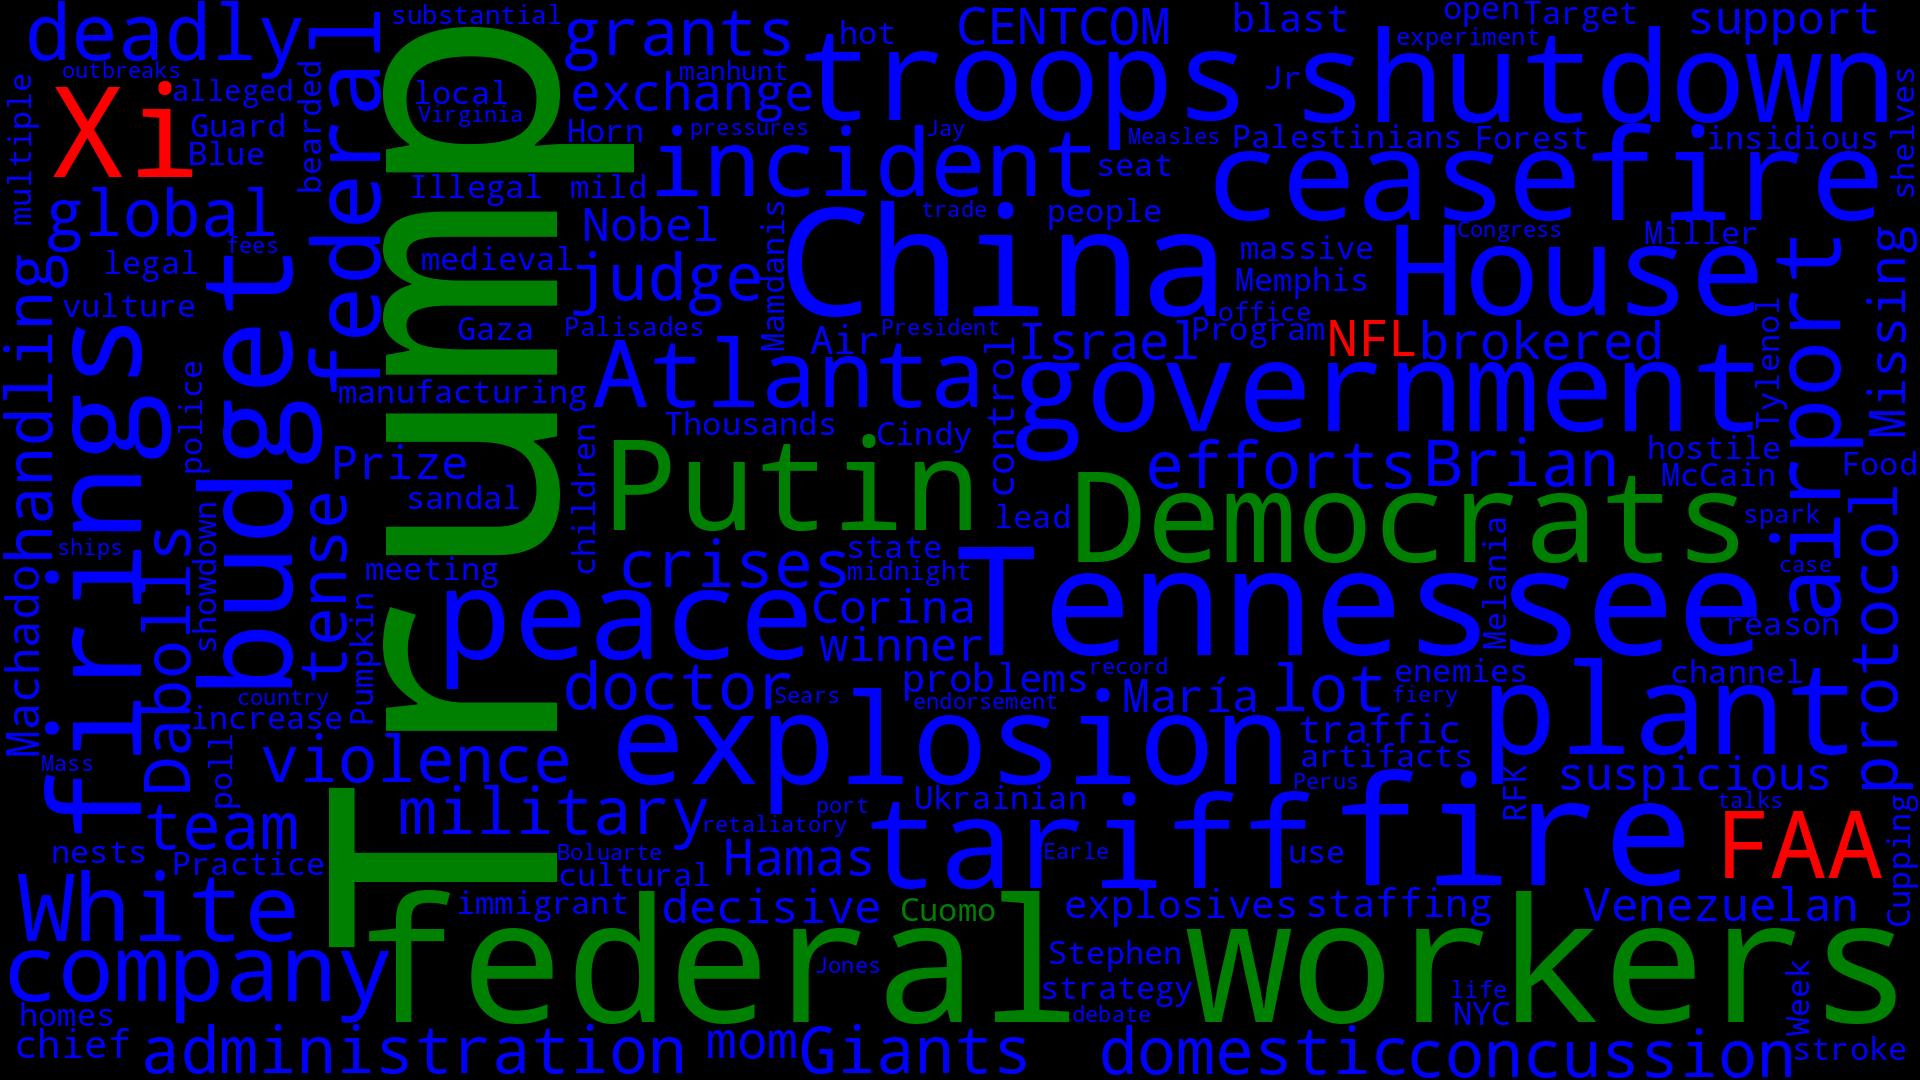 deadly
substantial
grants
hot
CENTCOM
blast
open
Target
support
experiment
outbreaks
Xi
alleged
federal
local
Virginia
manhunt
exchange
troops
Jr
shutdown
multiple
Guard
Blue
bearded
Trump
Horn
pressures
incident
Jay
Measles
seat
Palestinians
Forest
insidious
shelves
ceasefire
global
fees
legal
vulture
Illegal
mild
Nobel
medieval
judge
Mamdanis
trade
people
China
massive
Memphis
office
House
Congress
Miller
airport
Missing
Machado
handling
firings
police
budget
Gaza
Palisades
Air
President
Israel
Program
NFL
brokered
Tylenol
manufacturing
Atlanta
control
government
Thousands
Cindy
children
Prize
sandal
Putin
efforts
Brian
hostile
McCain
Food
lead
Democrats
spark
protocol
ships
Dabolls
showdown
tense
meeting
crises
state
midnight
Tennessee
Melania
case
Pumpkin
peace
Corina
winner
reason
country
increase
doctor
Sears
problems
record
endorsement
María
lot
enemies
fiery
channel
plant
Mass
poll
violence
explosion
traffic
artifacts
Perus
RFK
suspicious
team
military
retaliatory
port
Ukrainian
tariff
fire
talks
FAA
Cupping
nests
Practice
Boluarte
cultural
Hamas
Earle
use
White
immigrant
decisive
Cuomo
explosives
staffing
Venezuelan
company
federal workers
Jones
Stephen
strategy
debate
life
NYC
Week
homes
chief
administration
mom
Giants
domestic
concussion
stroke